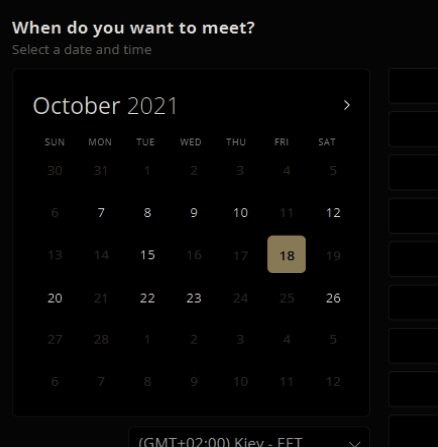 When do you want to meet?
Select a date and time
October 2021
SUN MON TUE WED THU FRI SAT
30 31 1 2 3 4 5
6 7 8 9 10 11 12
13 14 15 16 17 18 19
20 21 22 23 24 25 26
27 28 1 2 3 4 5
6 7 8 9 10 11 12
(GMT+02:00) Kiev - EET